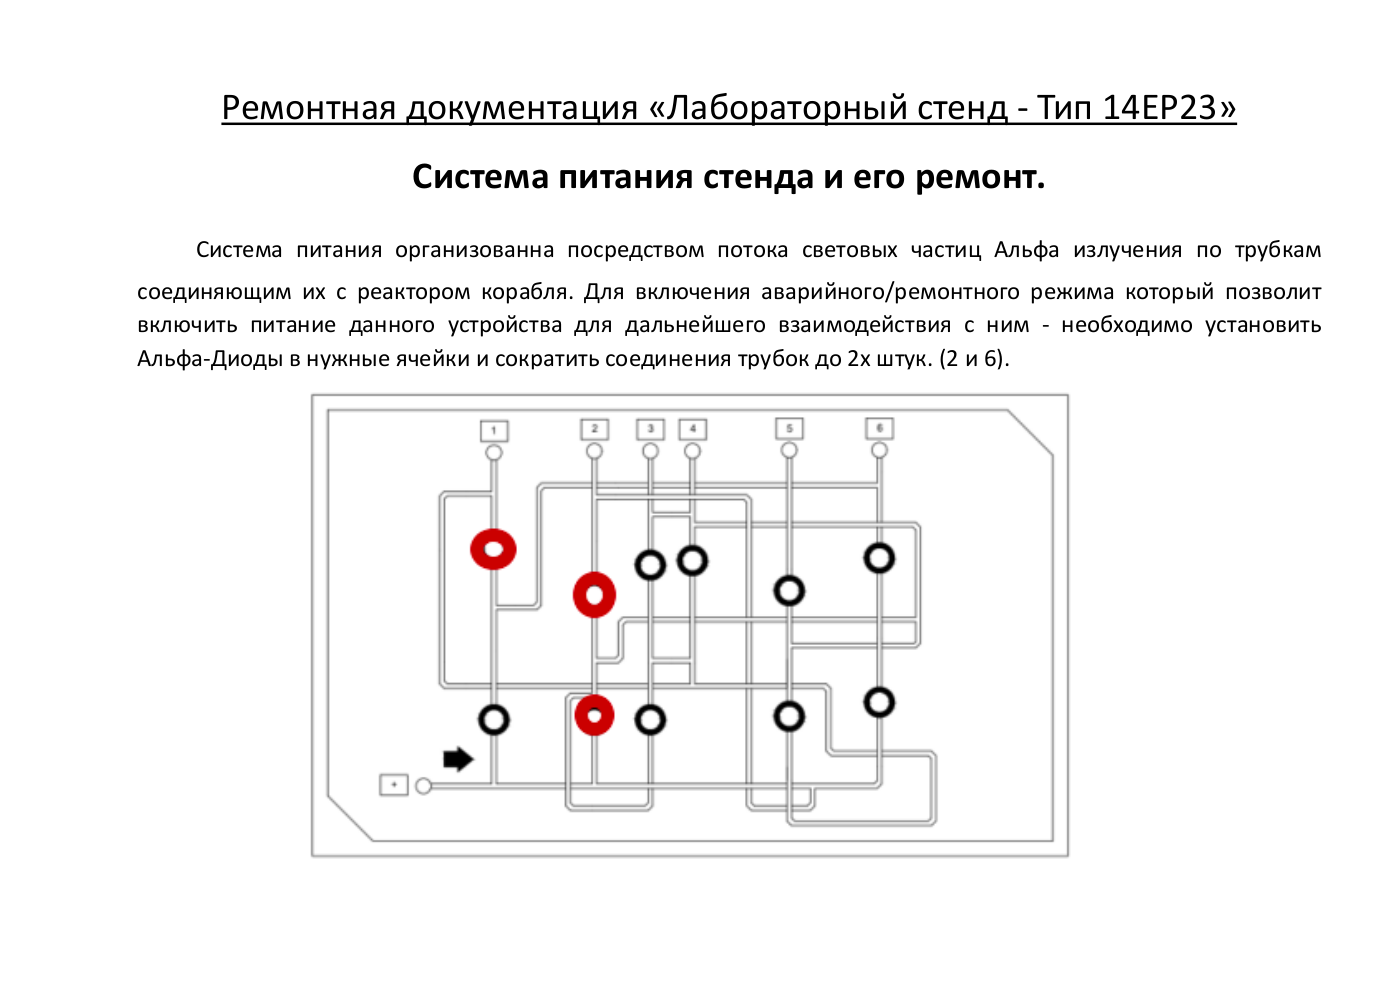 Ремонтная документация «Лабораторный стенд - Тип 14ЕР23»
Система питания стенда и его ремонт.
Система питания организованна посредством потока световых частиц Альфа излучения по трубкам
соединяющим их с реактором корабля. Для включения аварийного/ремонтного режима который позволит
включить питание данного устройства для дальнейшего взаимодействия с ним - необходимо установить
Альфа-Диоды в нужные ячейки и сократить соединения трубок до 2х штук. (2 и 6).
1 2 3 4 5 6
+